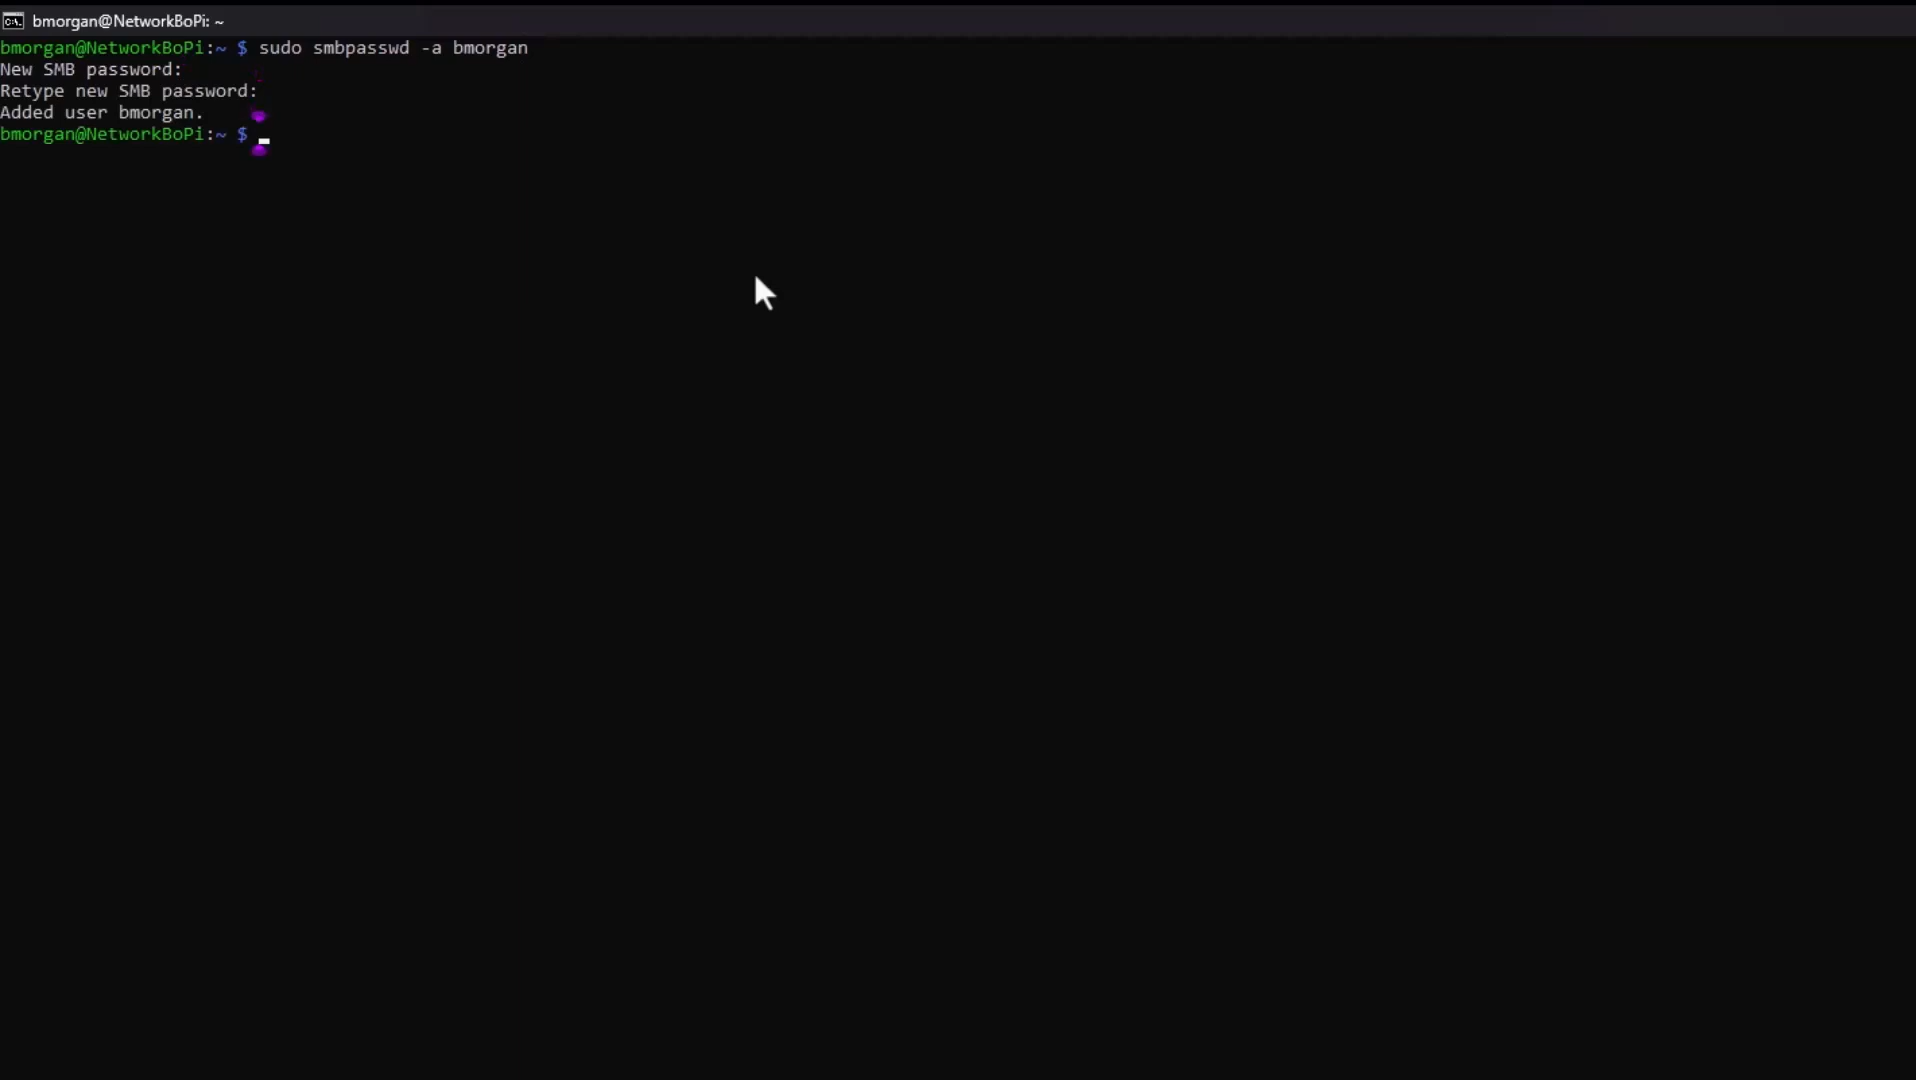 bmorgan@NetworkBoPi: ~
bmorgan@NetworkBoPi:~ $ sudo smbpasswd -a bmorgan
New SMB password:
Retype new SMB password:
Added user bmorgan.
bmorgan@NetworkBoPi:~ $